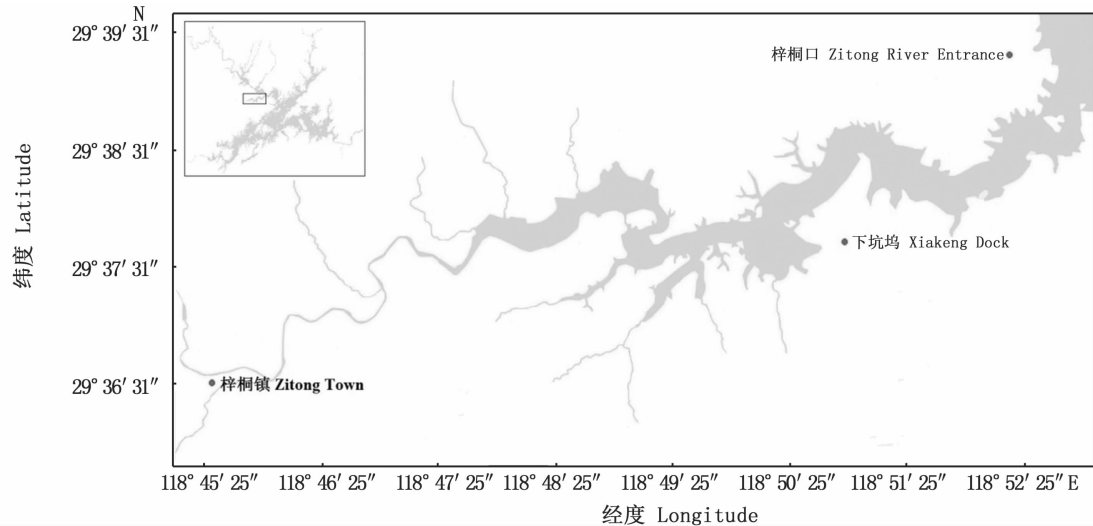 N
29° 39′ 31″
梓桐口 Zitong River Entrance
29° 38′ 31″
下坑坞 Xiakeng Dock
29° 37′ 31″
纬度 Latitude
29° 36′ 31″
梓桐镇 Zitong Town
118° 45′ 25″ 118° 46′ 25″ 118° 47′ 25″ 118° 48′ 25″ 118° 49′ 25″ 118° 50′ 25″ 118° 51′ 25″ 118° 52′ 25″ E
经度 Longitude